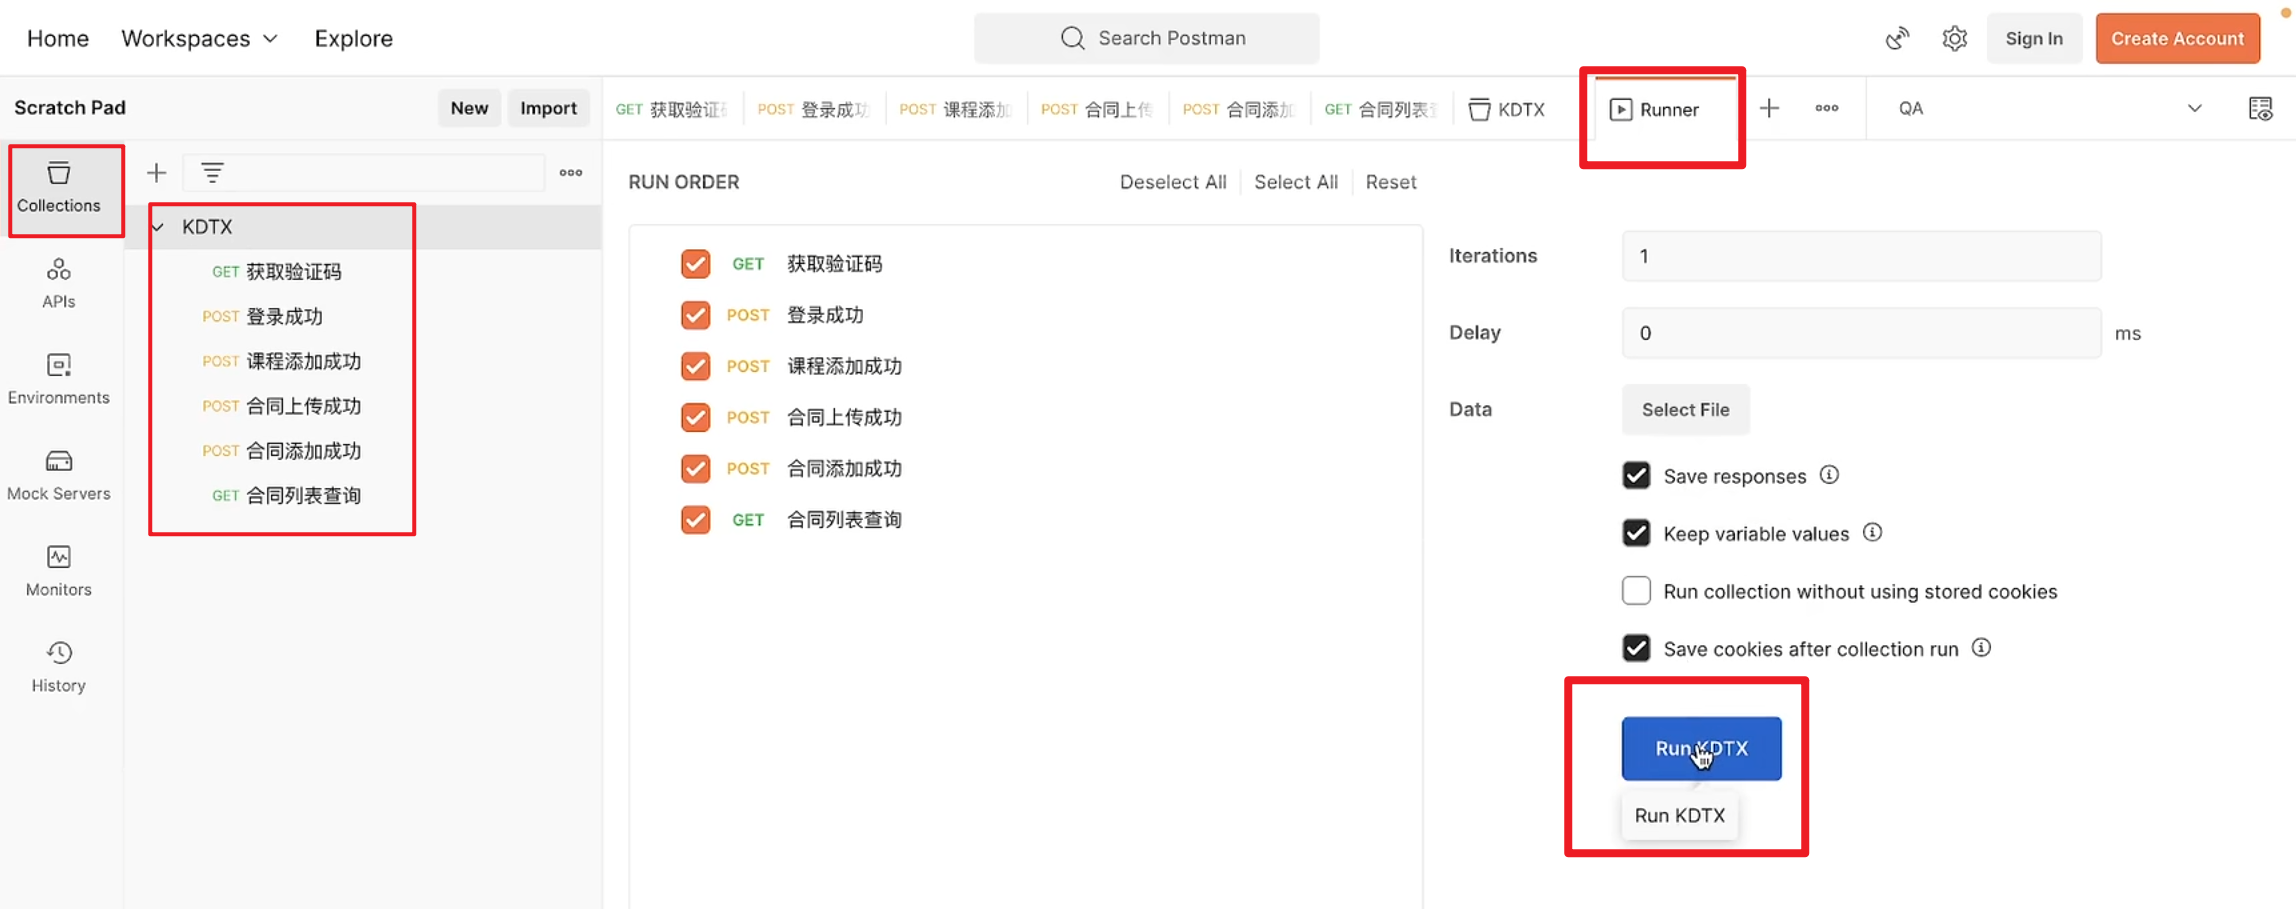 Home Workspaces Explore Search Postman Sign In Create Account
Scratch Pad New Import
GET 获取验证 POST 登录成功 POST 课程添加 POST 合同上传 POST 合同添加 GET 合同列表 KDTX Runner QA
Collections
APIs
Environments
Mock Servers
Monitors
History
KDTX
GET 获取验证码
POST 登录成功
POST 课程添加成功
POST 合同上传成功
POST 合同添加成功
GET 合同列表查询
RUN ORDER Deselect All Select All Reset
GET 获取验证码
POST 登录成功
POST 课程添加成功
POST 合同上传成功
POST 合同添加成功
GET 合同列表查询
Iterations 1
Delay 0 ms
Data Select File
Save responses
Keep variable values
Run collection without using stored cookies
Save cookies after collection run
Run KDTX
Run KDTX